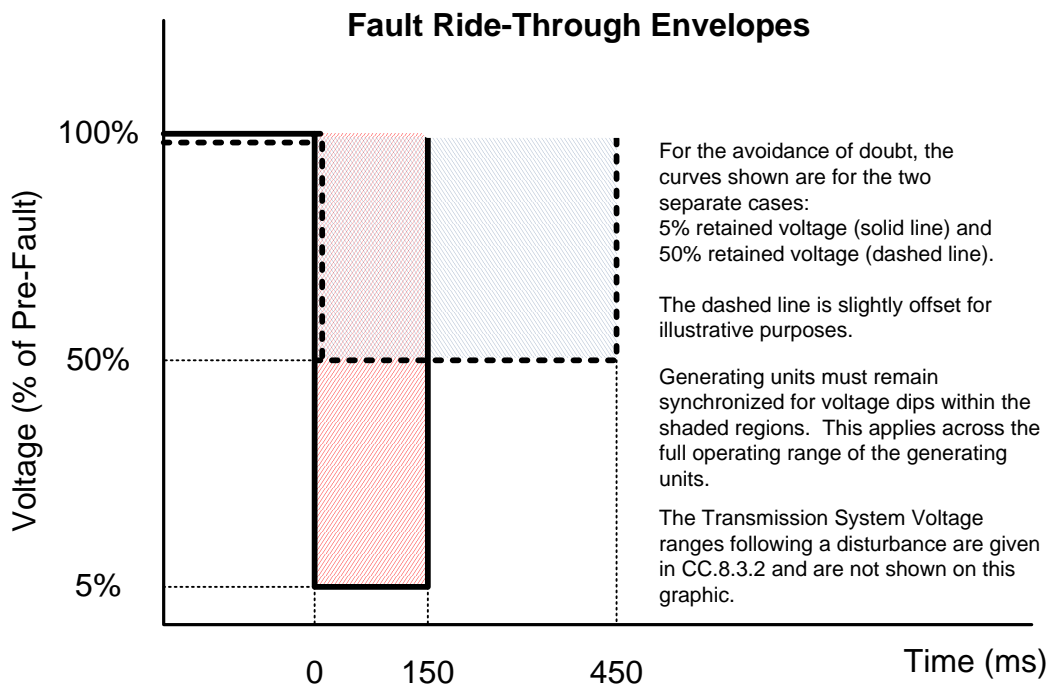 Fault Ride-Through Envelopes
100%
50%
5%
Voltage (% of Pre-Fault)
For the avoidance of doubt, the
curves shown are for the two
separate cases:
5% retained voltage (solid line) and
50% retained voltage (dashed line).
The dashed line is slightly offset for
illustrative purposes.
Generating units must remain
synchronized for voltage dips within the
shaded regions.  This applies across the
full operating range of the generating
units.
The Transmission System Voltage
ranges following a disturbance are given
in CC.8.3.2 and are not shown on this
graphic.
0 150 450
Time (ms)